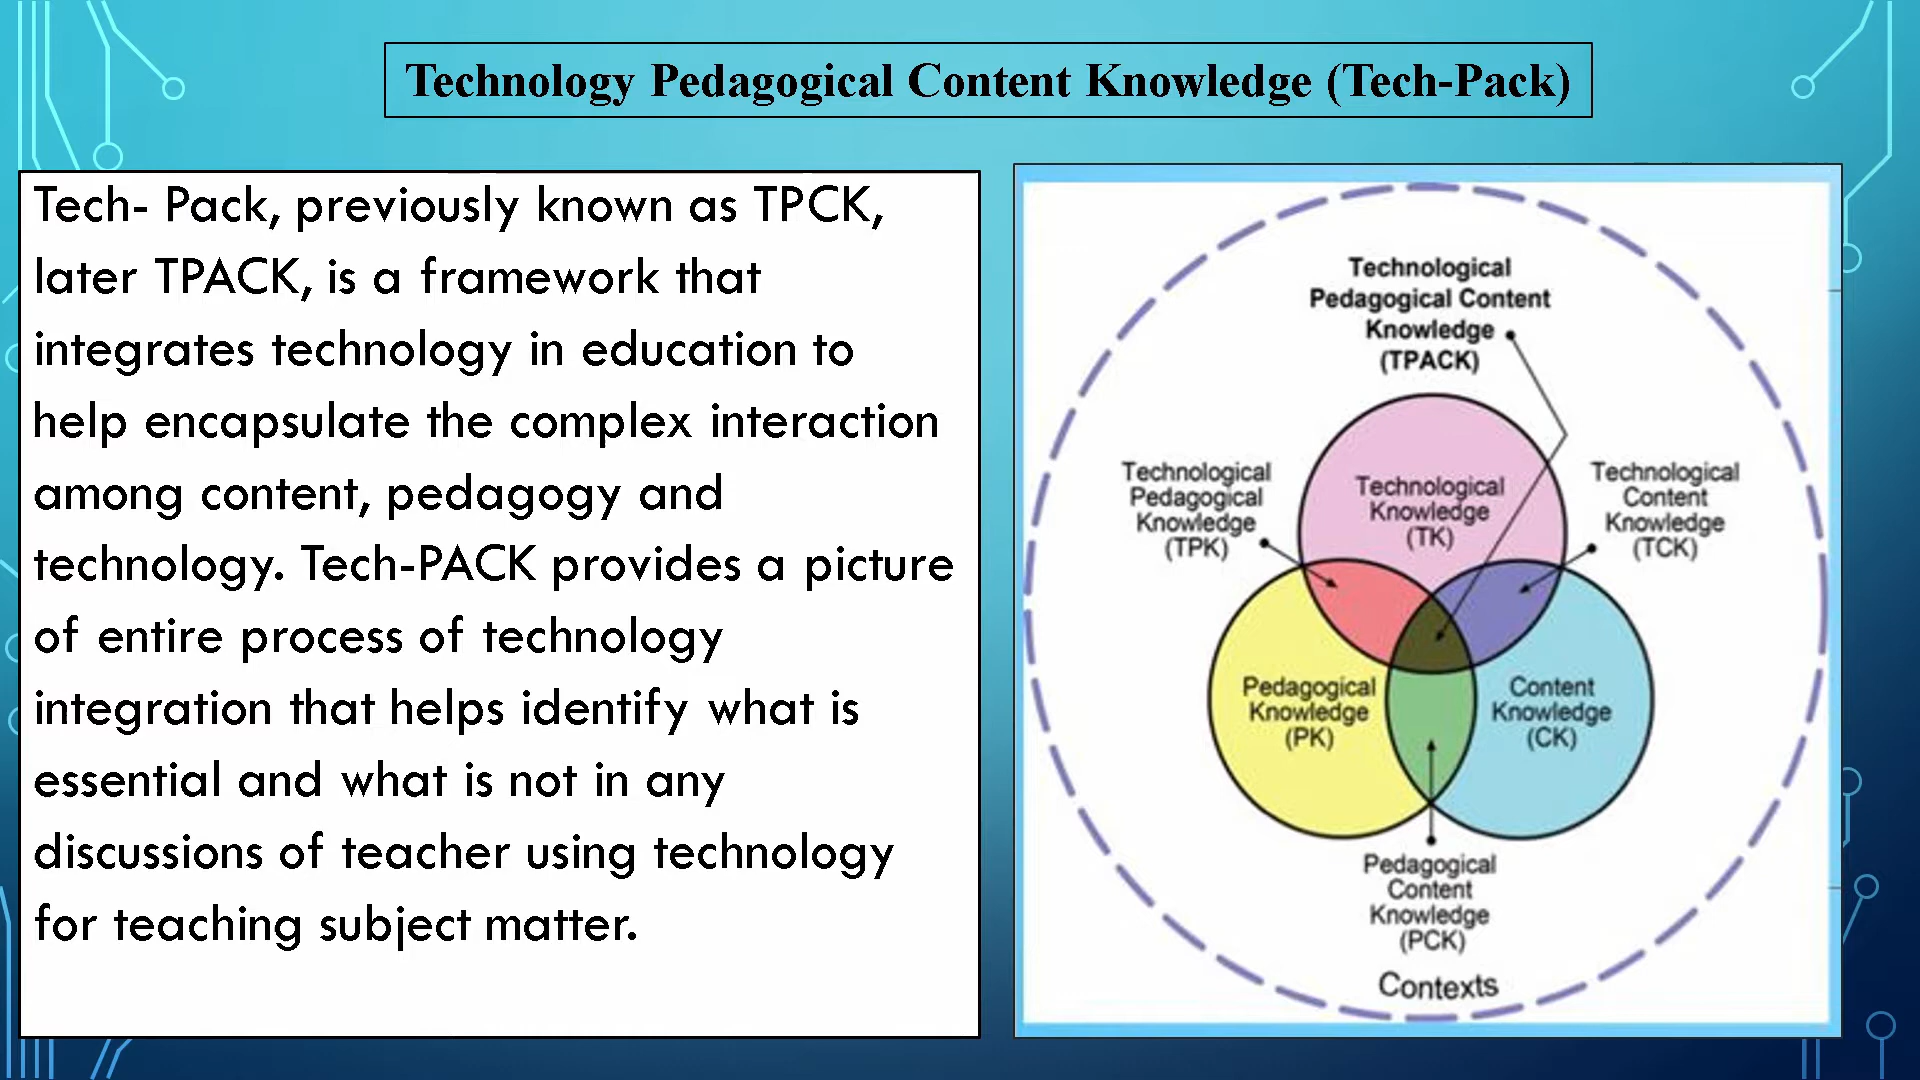 Technology Pedagogical Content Knowledge (Tech-Pack)
Tech- Pack, previously known as TPCK,
later TPACK, is a framework that
integrates technology in education to
help encapsulate the complex interaction
among content, pedagogy and
technology. Tech-PACK provides a picture
of entire process of technology
integration that helps identify what is
essential and what is not in any
discussions of teacher using technology
for teaching subject matter.
Technological
Pedagogical Content
Knowledge
(TPACK)
Technological
Pedagogical
Knowledge
(TPK)
Technological
Knowledge
(TK)
Technological
Content
Knowledge
(TCK)
Pedagogical
Knowledge
(PK)
Content
Knowledge
(CK)
Pedagogical
Content
Knowledge
(PCK)
Contexts